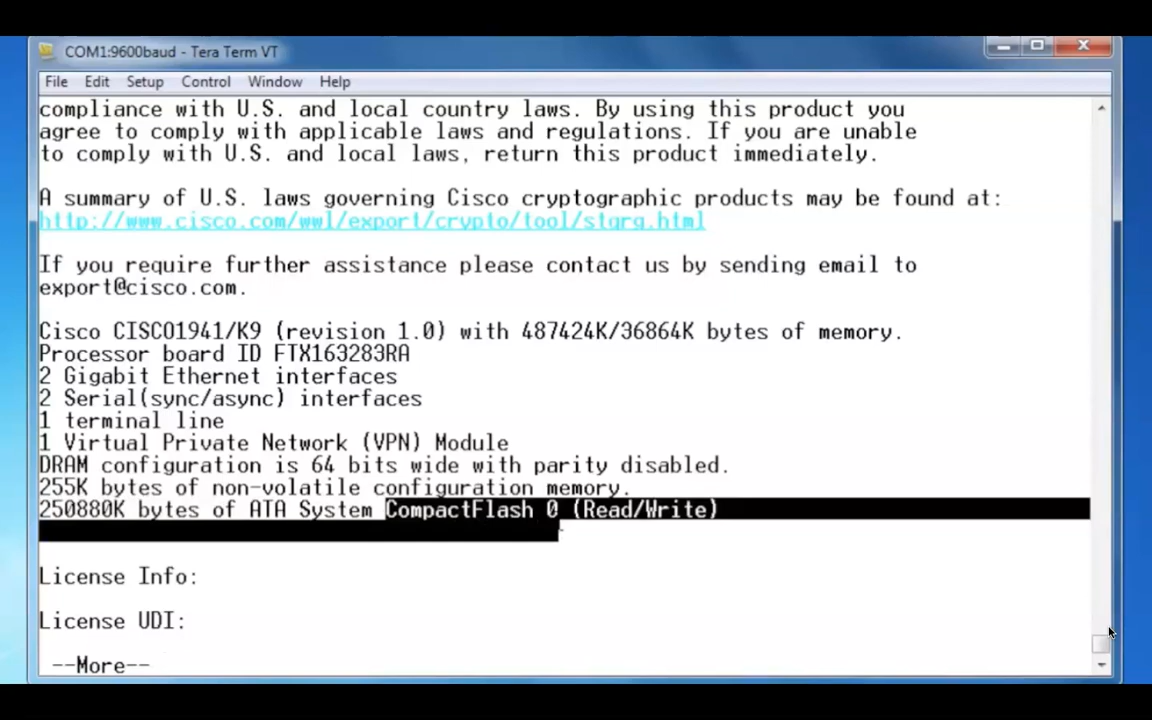 COM1:9600baud - Tera Term VT
File Edit Setup Control Window Help
compliance with U.S. and local country laws. By using this product you
agree to comply with applicable laws and regulations. If you are unable
to comply with U.S. and local laws, return this product immediately.
A summary of U.S. laws governing Cisco cryptographic products may be found at:
http://www.cisco.com/wwl/export/crypto/tool/stqrg.html
If you require further assistance please contact us by sending email to
export@cisco.com.
Cisco CISCO1941/K9 (revision 1.0) with 487424K/36864K bytes of memory.
Processor board ID FTX163283RA
2 Gigabit Ethernet interfaces
2 Serial(sync/async) interfaces
1 terminal line
1 Virtual Private Network (VPN) Module
DRAM configuration is 64 bits wide with parity disabled.
255K bytes of non-volatile configuration memory.
250880K bytes of ATA System CompactFlash 0 (Read/Write)
License Info:
License UDI:
--More--